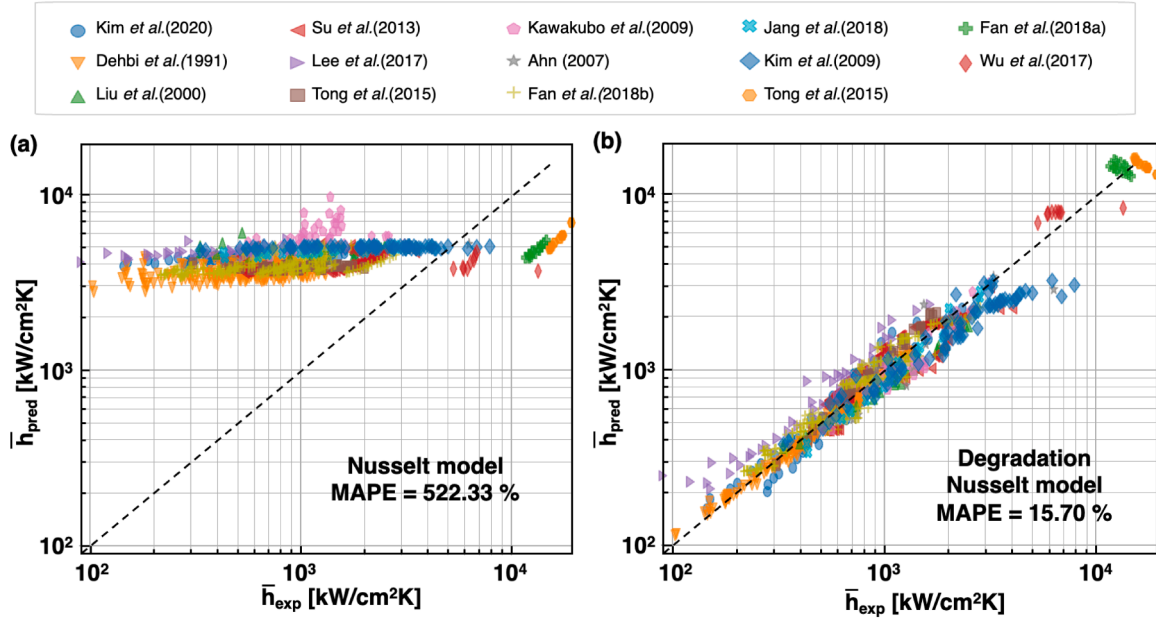 Kim et al.(2020) Su et al.(2013) Kawakubo et al.(2009) Jang et al.(2018) Fan et al.(2018a)
Dehbi et al.(1991) Lee et al.(2017) Ahn (2007) Kim et al.(2009) Wu et al.(2017)
Liu et al.(2000) Tong et al.(2015) Fan et al.(2018b) Tong et al.(2015)
(a)
10⁴
10³
10²
h̅pred [kW/cm²K]
Nusselt model
MAPE = 522.33 %
10² 10³ 10⁴
h̅exp [kW/cm²K]
(b)
10⁴
10³
10²
h̅pred [kW/cm²K]
Degradation
Nusselt model
MAPE = 15.70 %
10² 10³ 10⁴
h̅exp [kW/cm²K]